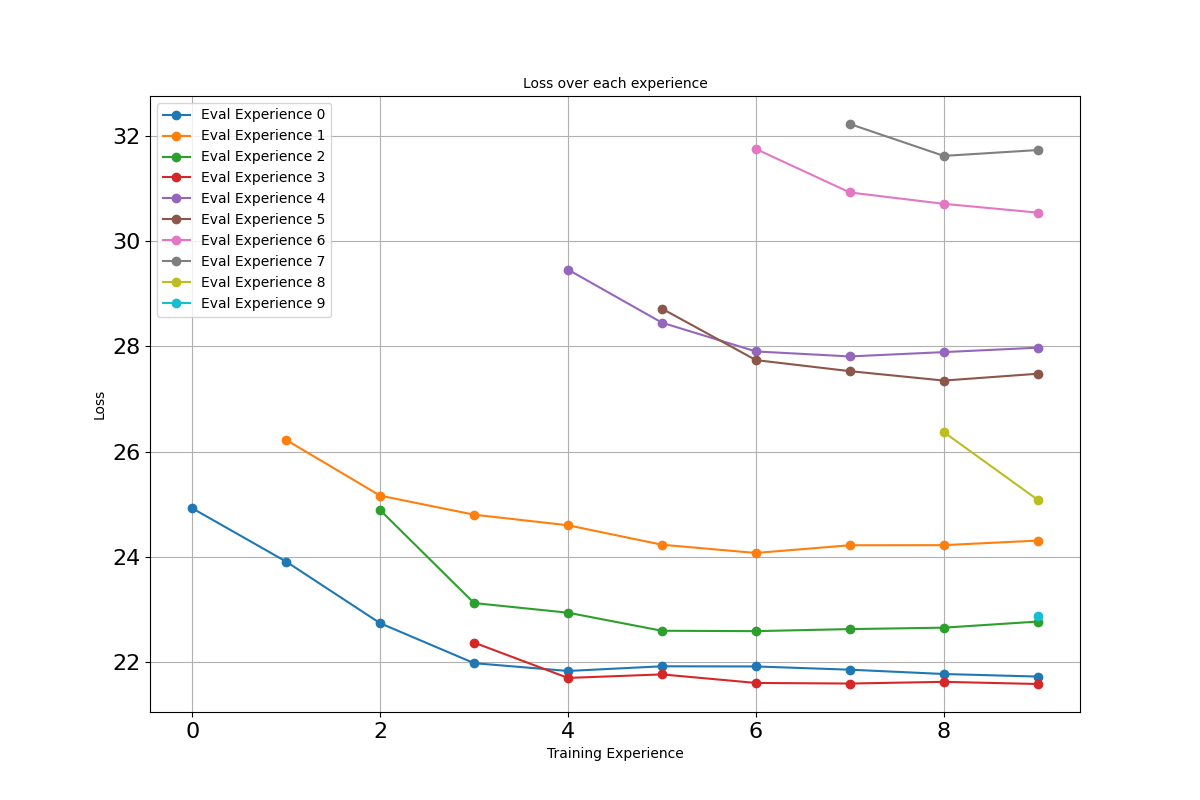 Loss over each experience
Eval Experience 0
Eval Experience 1
Eval Experience 2
Eval Experience 3
Eval Experience 4
Eval Experience 5
Eval Experience 6
Eval Experience 7
Eval Experience 8
Eval Experience 9
32
30
28
26
24
22
Loss
0 2 4 6 8
Training Experience